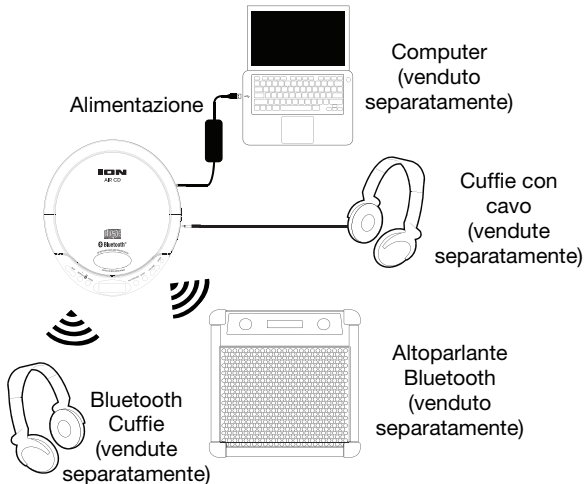 Computer
(venduto
separatamente)
Alimentazione
ION
AIR CD
Bluetooth
Cuffie con
cavo
(vendute
separatamente)
Altoparlante
Bluetooth
(venduto
separatamente)
Bluetooth
Cuffie
(vendute
separatamente)